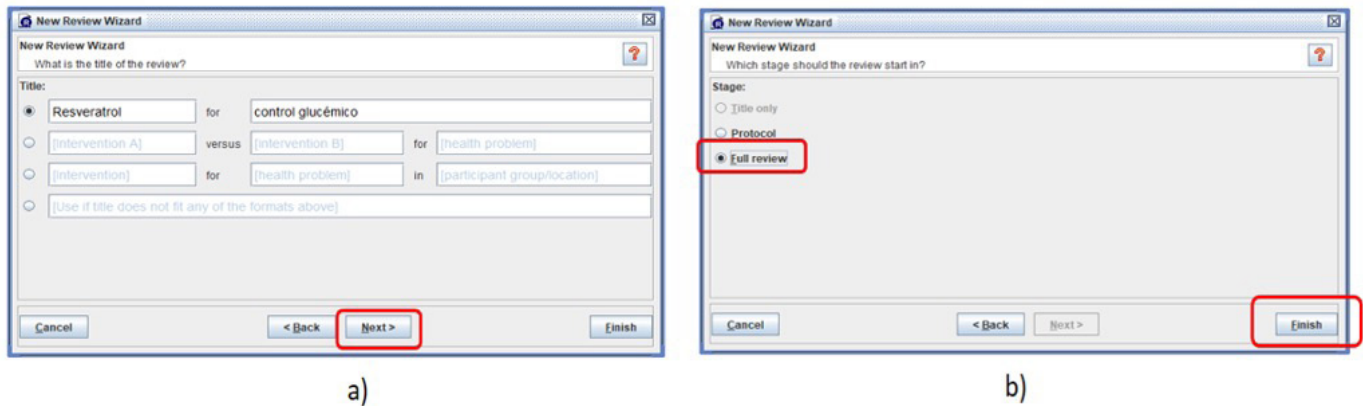 New Review Wizard
New Review Wizard
What is the title of the review?
?
Title:
Resveratrol for control glucémico
[Intervention A] versus [Intervention B] for [health problem]
[Intervention] for [health problem] in [participant group/location]
[Use if title does not fit any of the formats above]
Cancel < Back Next > Finish
a)
New Review Wizard
New Review Wizard
Which stage should the review start in?
?
Stage:
Title only
Protocol
Full review
Cancel < Back Next > Finish
b)